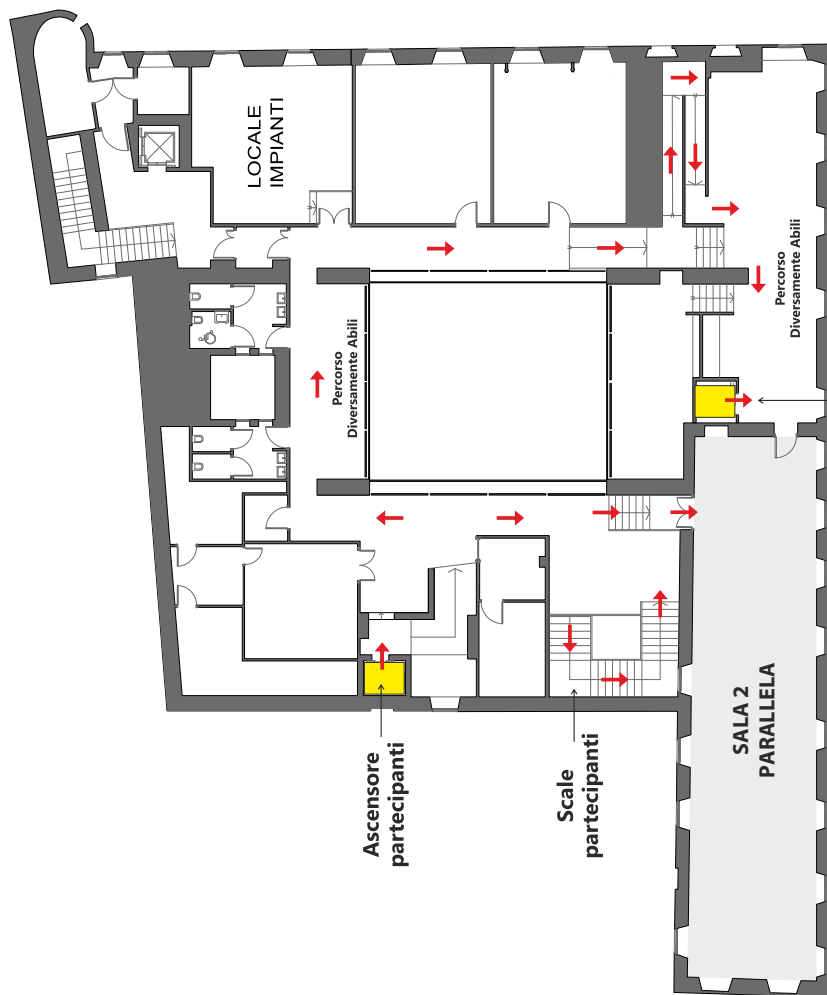 LOCALE
IMPIANTI
Percorso
Diversamente Abili
Percorso
Diversamente Abili
SALA 2
PARALLELA
Ascensore
partecipanti
Scale
partecipanti